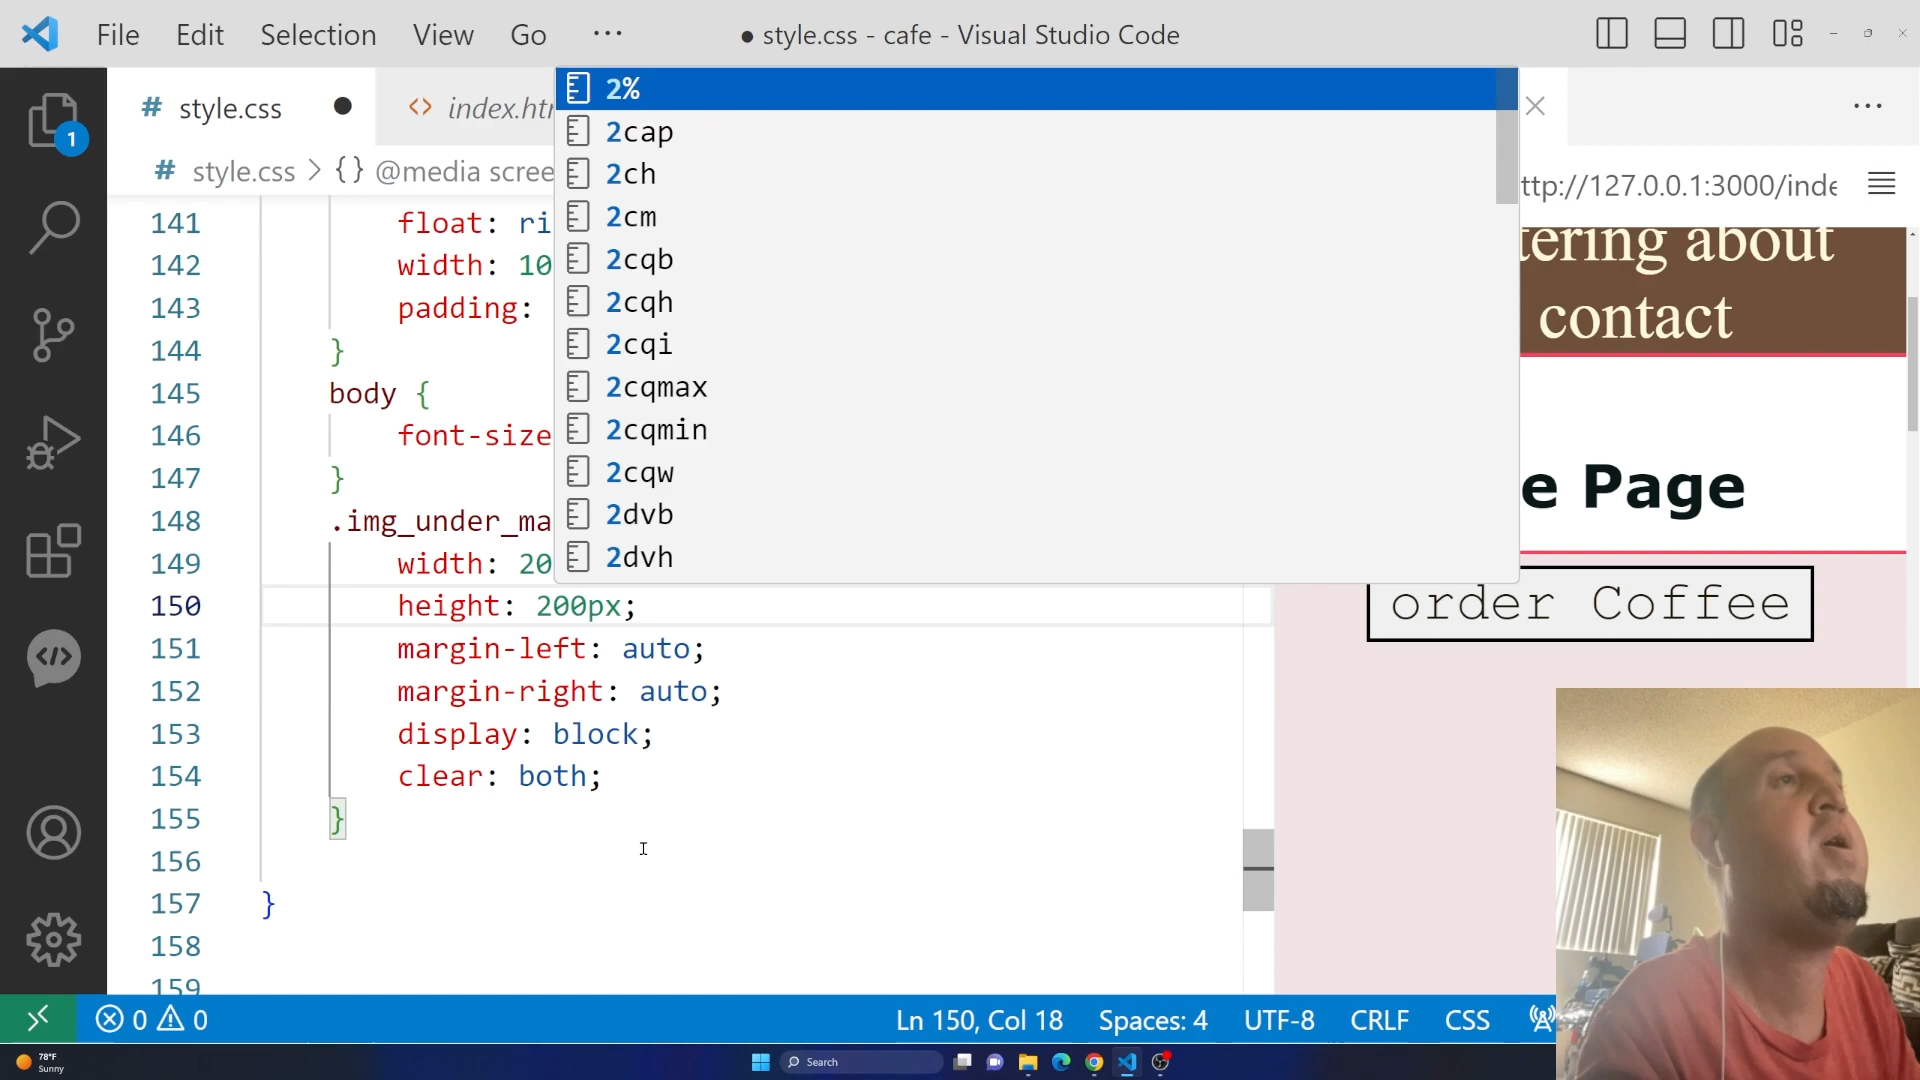 File Edit Selection View Go ··· ● style.css - cafe - Visual Studio Code
# style.css ● <> index.ht
# style.css > {} @media scree
2%
2cap
2ch
2cm
2cqb
2cqh
2cqi
2cqmax
2cqmin
2cqw
2dvb
2dvh
141 float: ri
142 width: 10
143 padding:
144 }
145 body {
146 font-size
147 }
148 .img_under_ma
149 width: 20
150 height: 200px;
151 margin-left: auto;
152 margin-right: auto;
153 display: block;
154 clear: both;
155 }
156
157 }
158
159
ttp://127.0.0.1:3000/inde
tering about
contact
e Page
order Coffee
1
0 0 Ln 150, Col 18 Spaces: 4 UTF-8 CRLF CSS
78°F
Sunny
Search